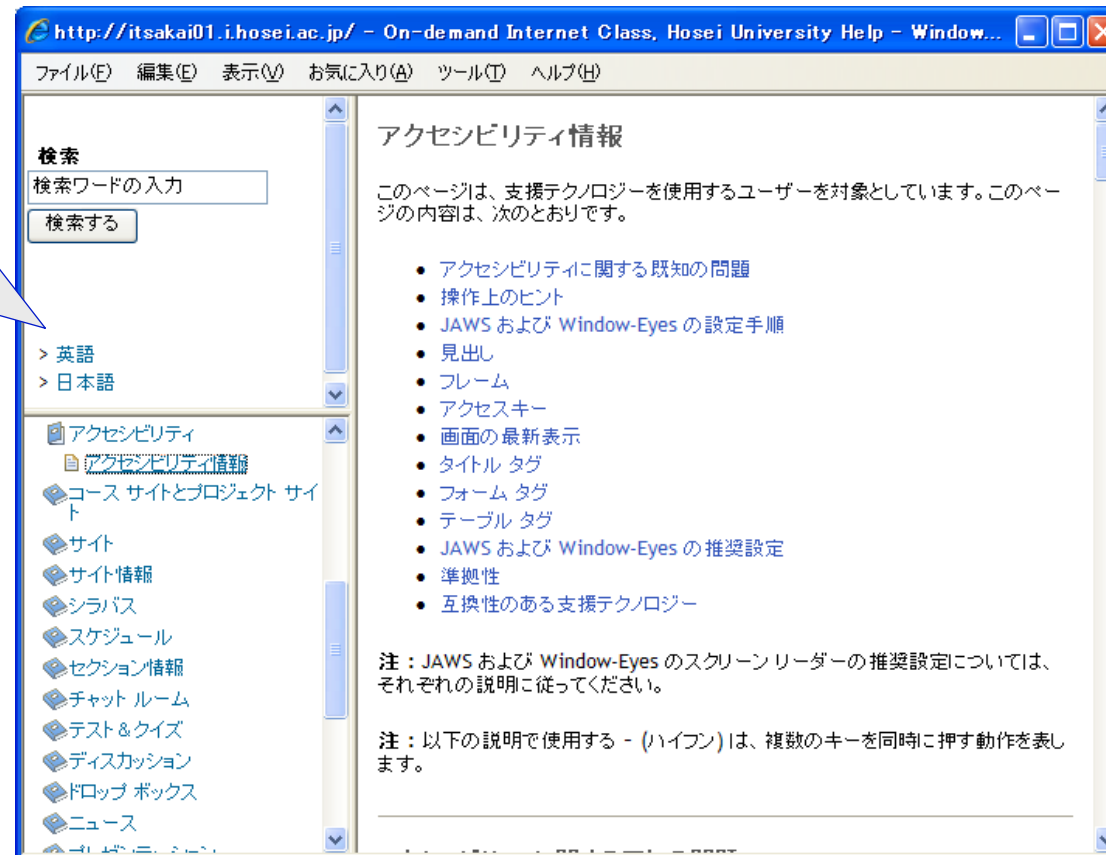 http://itsakai01.i.hosei.ac.jp/ - On-demand Internet Class, Hosei University Help - Window...
ファイル(F) 編集(E) 表示(V) お気に入り(A) ツール(T) ヘルプ(H)
検索
検索ワードの入力
検索する
> 英語
> 日本語
アクセシビリティ
アクセシビリティ情報
コース サイトとプロジェクト サイ
ト
サイト
サイト情報
シラバス
スケジュール
セクション情報
チャット ルーム
テスト&クイズ
ディスカッション
ドロップ ボックス
ニュース
アクセシビリティ情報
このページは、支援テクノロジーを使用するユーザーを対象としています。このペー
ジの内容は、次のとおりです。
● アクセシビリティに関する既知の問題
● 操作上のヒント
● JAWS および Window-Eyes の設定手順
● 見出し
● フレーム
● アクセスキー
● 画面の最新表示
● タイトル タグ
● フォーム タグ
● テーブル タグ
● JAWS および Window-Eyes の推奨設定
● 準拠性
● 互換性のある支援テクノロジー
注：JAWS および Window-Eyes のスクリーン リーダーの推奨設定については、
それぞれの説明に従ってください。
注：以下の説明で使用する - (ハイフン) は、複数のキーを同時に押す動作を表し
ます。